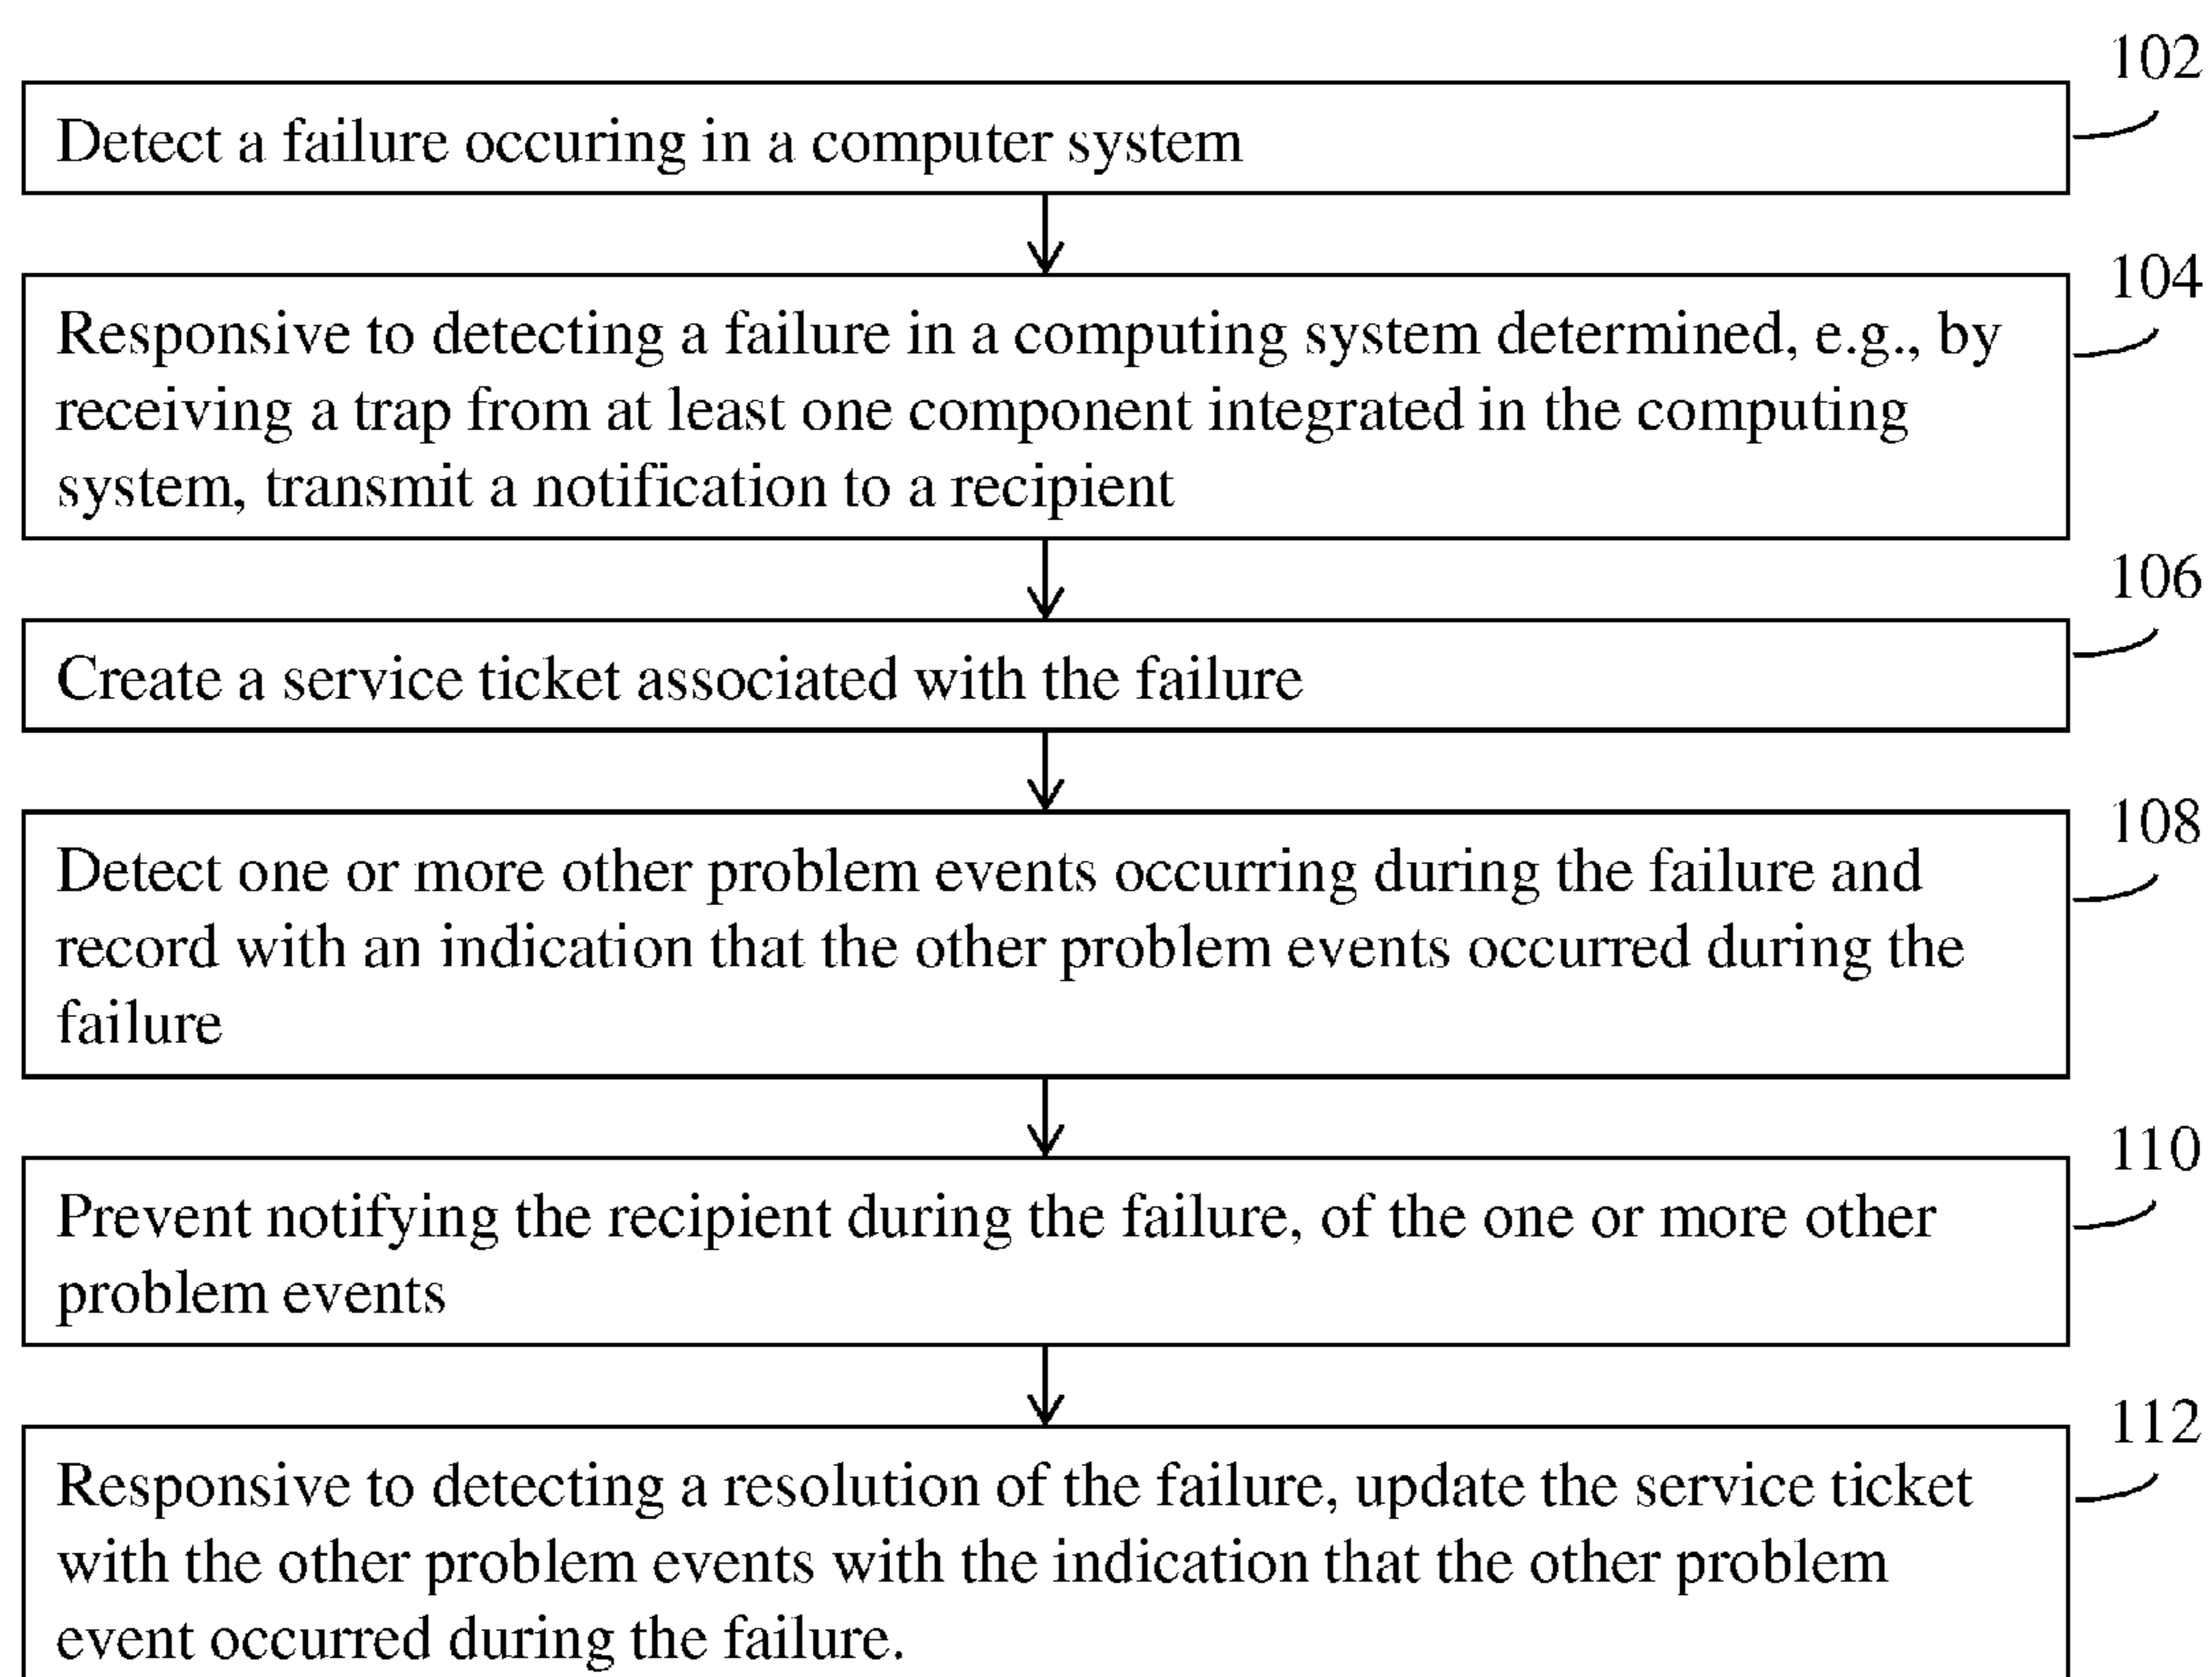 102
Detect a failure occuring in a computer system
104
Responsive to detecting a failure in a computing system determined, e.g., by
receiving a trap from at least one component integrated in the computing
system, transmit a notification to a recipient
106
Create a service ticket associated with the failure
108
Detect one or more other problem events occurring during the failure and
record with an indication that the other problem events occurred during the
failure
110
Prevent notifying the recipient during the failure, of the one or more other
problem events
112
Responsive to detecting a resolution of the failure, update the service ticket
with the other problem events with the indication that the other problem
event occurred during the failure.